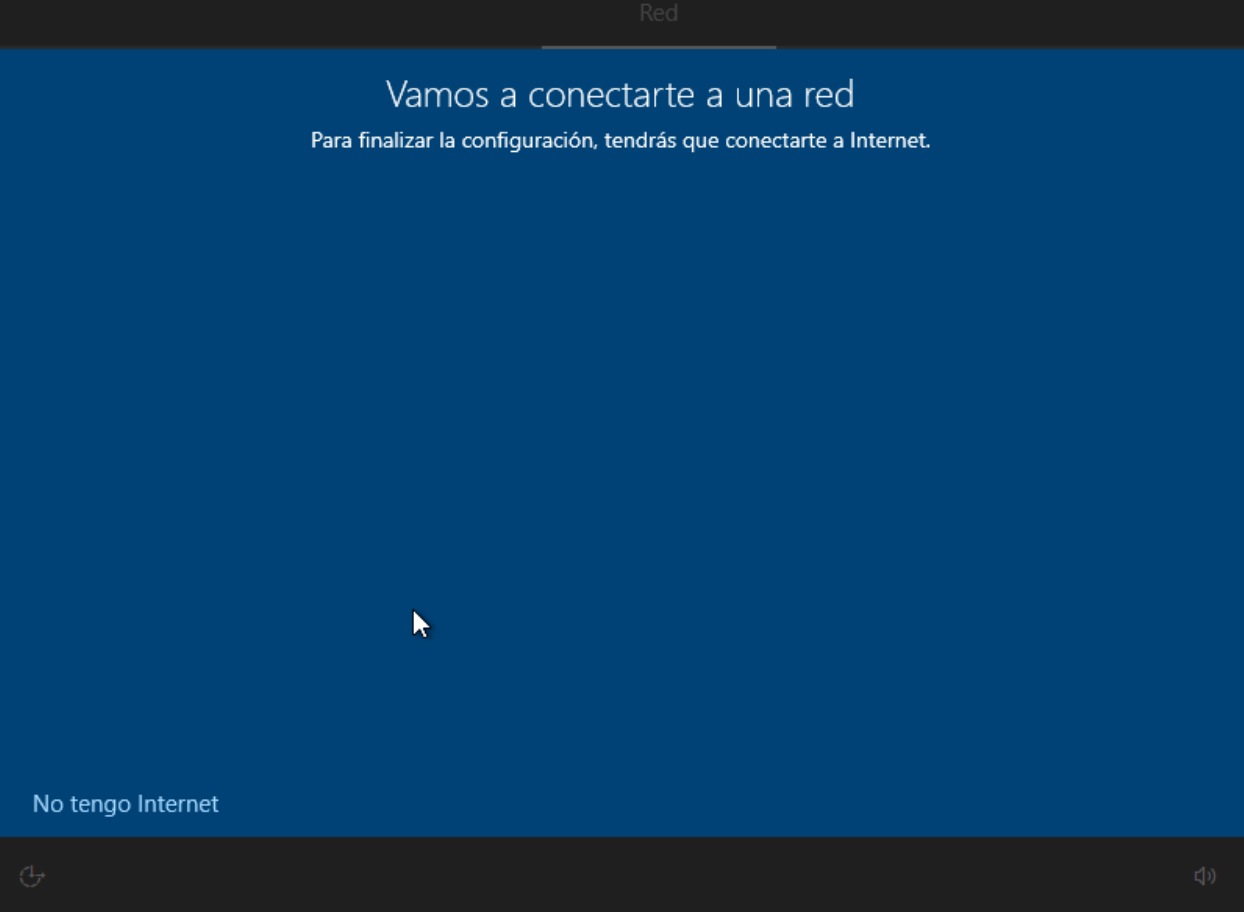 Red
Vamos a conectarte a una red
Para finalizar la configuración, tendrás que conectarte a Internet.
No tengo Internet